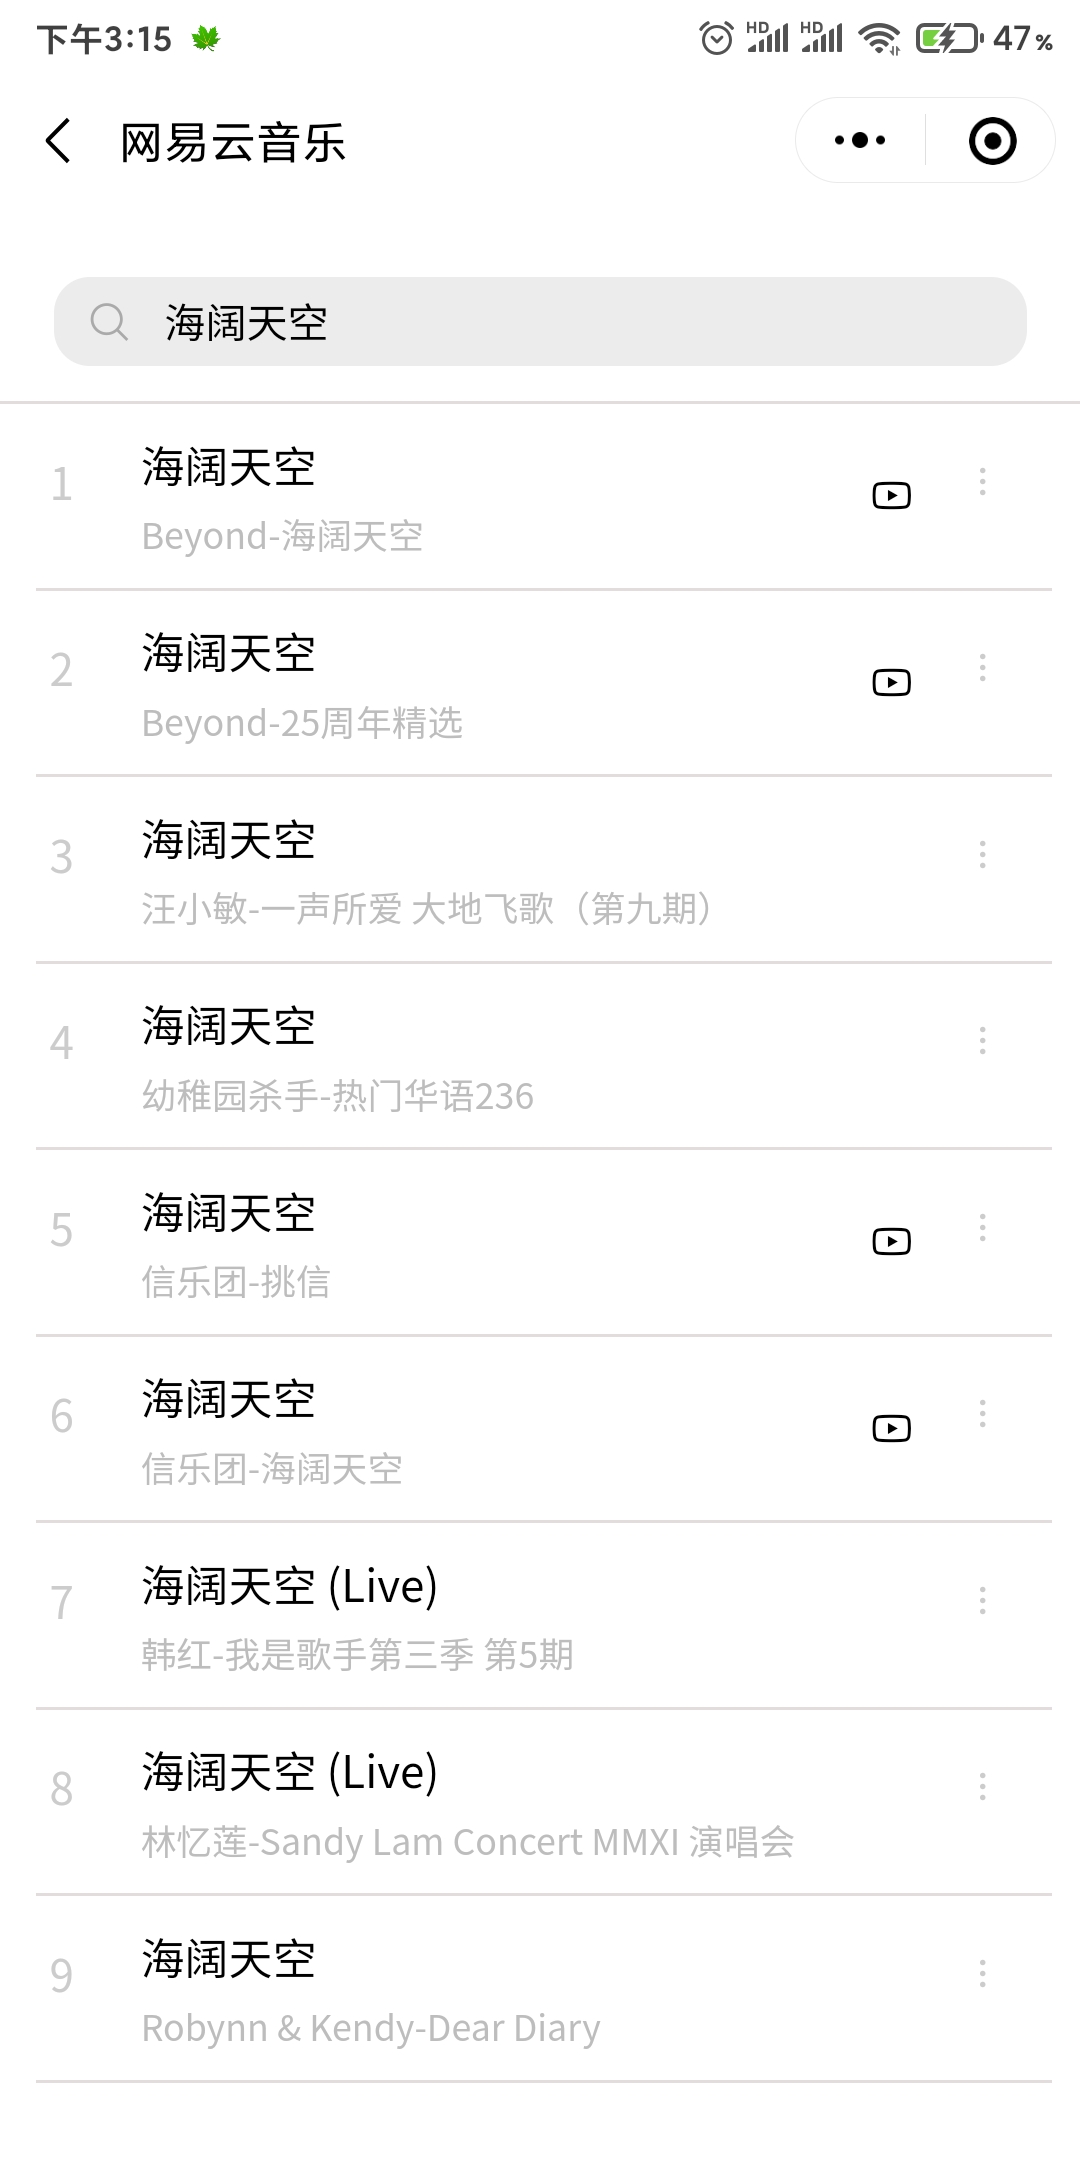 下午3:15 HD HD 47%
网易云音乐
海阔天空
1 海阔天空
Beyond-海阔天空
2 海阔天空
Beyond-25周年精选
3 海阔天空
汪小敏-一声所爱 大地飞歌（第九期）
4 海阔天空
幼稚园杀手-热门华语236
5 海阔天空
信乐团-挑信
6 海阔天空
信乐团-海阔天空
7 海阔天空 (Live)
韩红-我是歌手第三季 第5期
8 海阔天空 (Live)
林忆莲-Sandy Lam Concert MMXI 演唱会
9 海阔天空
Robynn & Kendy-Dear Diary